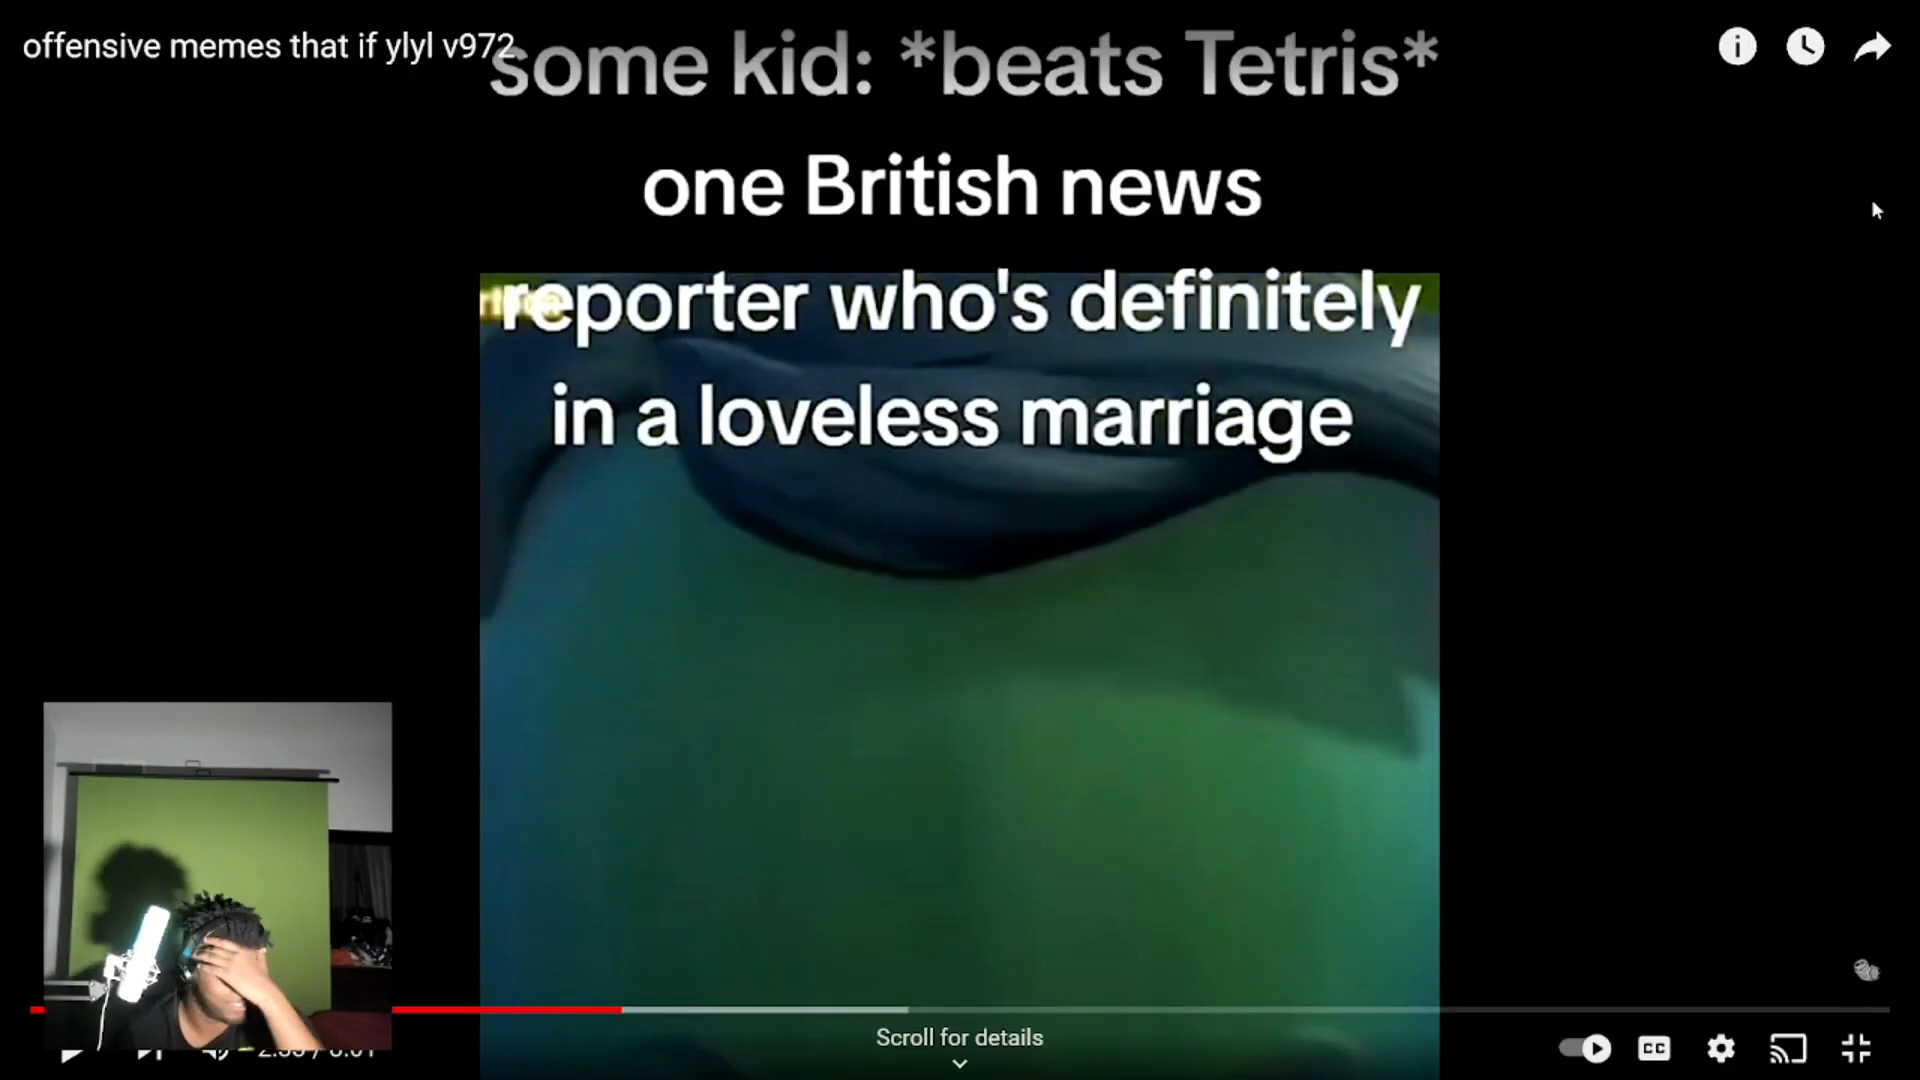 offensive memes that if ylyl v972
some kid: *beats Tetris*
one British news
reporter who's definitely
in a loveless marriage
Scroll for details
CC